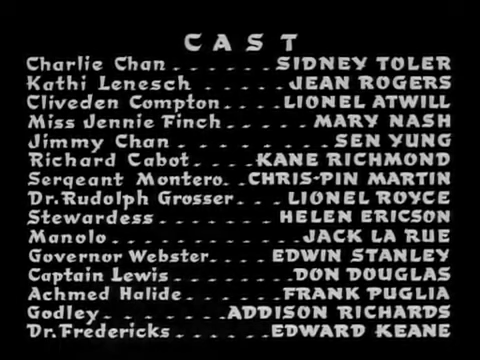 CAST
Charlie Chan . . . . . . SIDNEY TOLER
Kathi Lenesch . . . . . JEAN ROGERS
Cliveden Compton . . . . LIONEL ATWILL
Miss Jennie Finch . . . . . MARY NASH
Jimmy Chan . . . . . . . . SEN YUNG
Richard Cabot . . . . KANE RICHMOND
Sergeant Montero . . CHRIS-PIN MARTIN
Dr. Rudolph Grosser . . . LIONEL ROYCE
Stewardess . . . . . . HELEN ERICSON
Manolo . . . . . . . . . JACK LA RUE
Governor Webster . . . . EDWIN STANLEY
Captain Lewis . . . . . . DON DOUGLAS
Achmed Halide . . . . . FRANK PUGLIA
Godley . . . . . . ADDISON RICHARDS
Dr. Fredericks . . . . . EDWARD KEANE